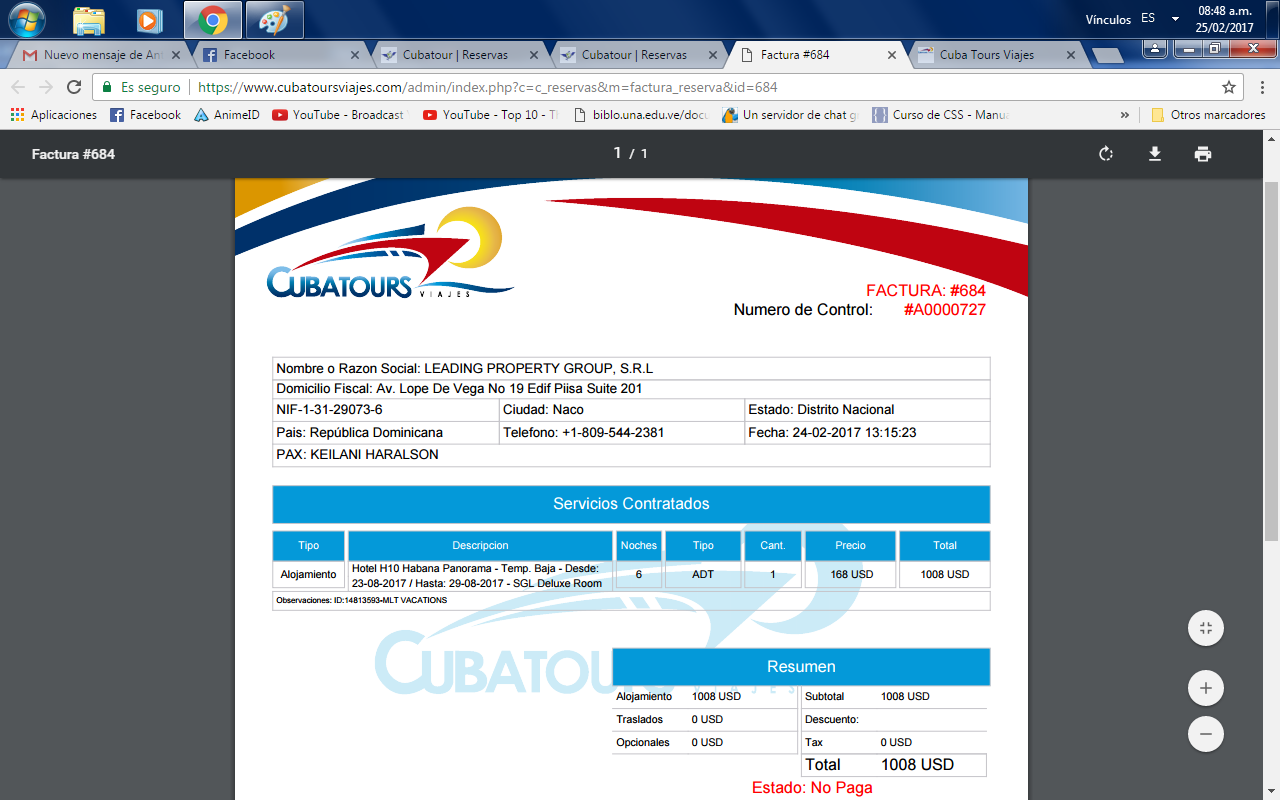 08:48 a.m.
Vínculos ES
25/02/2017
Nuevo mensaje de An
Facebook
Cubatour | Reservas
Cubatour | Reservas
Factura #684
Cuba Tours Viajes
Es seguro
https://www.cubatoursviajes.com/admin/index.php?c=c_reservas&m=factura_reserva&id=684
Aplicaciones
Facebook
AnimeID
YouTube - Broadcast
YouTube - Top 10 - T
biblo.una.edu.ve/docu
Un servidor de chat g
Curso de CSS - Manu
»
Otros marcadores
Factura #684
1 / 1
CUBATOURS
VIAJES
FACTURA: #684
Numero de Control: #A0000727
Nombre o Razon Social: LEADING PROPERTY GROUP, S.R.L
Domicilio Fiscal: Av. Lope De Vega No 19 Edif Piisa Suite 201
NIF-1-31-29073-6 Ciudad: Naco Estado: Distrito Nacional
Pais: República Dominicana Telefono: +1-809-544-2381 Fecha: 24-02-2017 13:15:23
PAX: KEILANI HARALSON
Servicios Contratados
Tipo Descripcion Noches Tipo Cant. Precio Total
Alojamiento Hotel H10 Habana Panorama - Temp. Baja - Desde: 6 ADT 1 168 USD 1008 USD
23-08-2017 / Hasta: 29-08-2017 - SGL Deluxe Room
Observaciones: ID:14813593-MLT VACATIONS
CUBATOU
Resumen
Alojamiento 1008 USD Subtotal 1008 USD
Traslados 0 USD Descuento:
Opcionales 0 USD Tax 0 USD
Total 1008 USD
Estado: No Paga